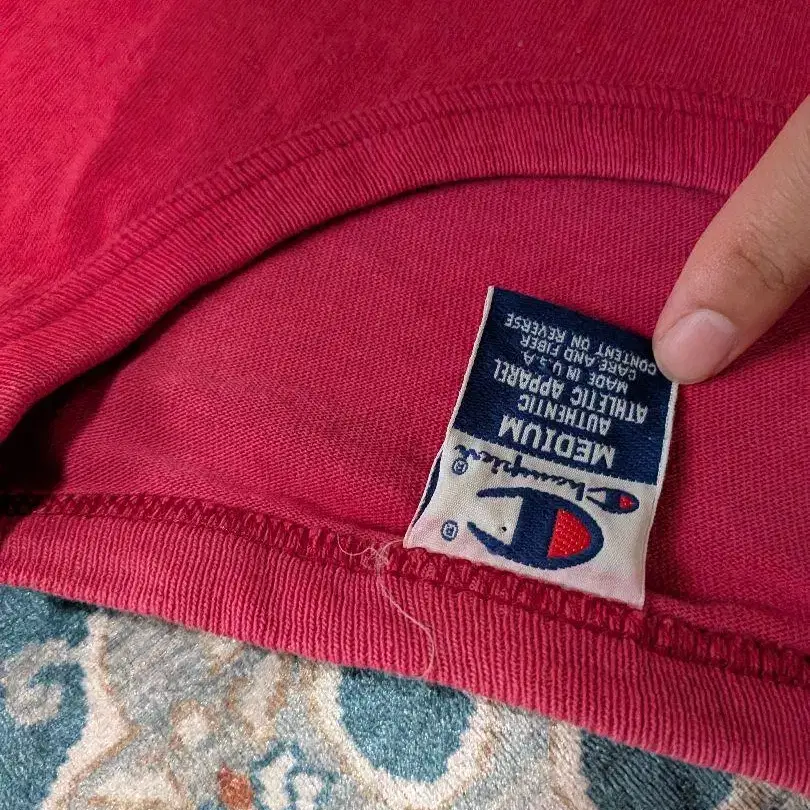 ®
Champion®
MEDIUM
AUTHENTIC
ATHLETIC APPAREL
MADE IN U.S.A
CARE AND FIBER
CONTENT ON REVERSE